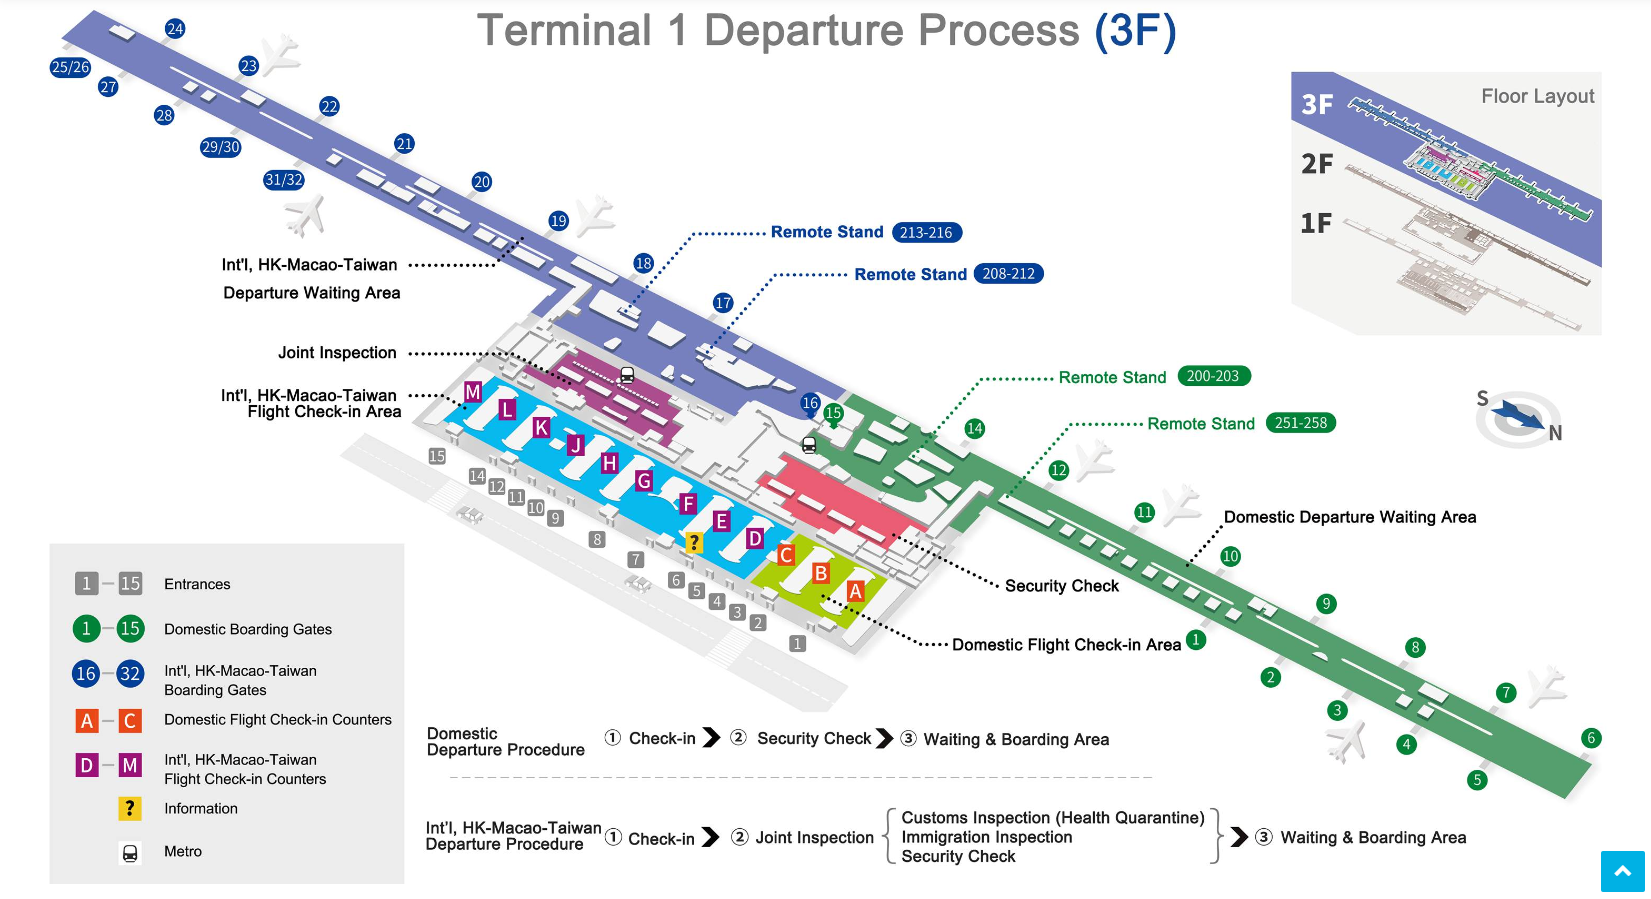 Terminal 1 Departure Process (3F)
24
25/26
27
23
28
22
29/30
21
31/32
20
19
Remote Stand 213-216
Int'l, HK-Macao-Taiwan
Departure Waiting Area
18
Remote Stand 208-212
17
Joint Inspection
Int'l, HK-Macao-Taiwan
Flight Check-in Area
Remote Stand 200-203
16
15
14
Remote Stand 251-258
12
11
10
9
8
7
6
1
2
3
4
5
M
L
K
J
H
G
F
E
D
C
B
A
?
15
14
12
11
10
9
8
7
6
5
4
3
2
1
Domestic Departure Waiting Area
Security Check
Domestic Flight Check-in Area
Floor Layout
3F
2F
1F
S
N
1 15 Entrances
1 15 Domestic Boarding Gates
16 32 Int'l, HK-Macao-Taiwan
Boarding Gates
A C Domestic Flight Check-in Counters
D M Int'l, HK-Macao-Taiwan
Flight Check-in Counters
? Information
Metro
Domestic
Departure Procedure
① Check-in ② Security Check ③ Waiting & Boarding Area
Int'l, HK-Macao-Taiwan
Departure Procedure
① Check-in ② Joint Inspection
Customs Inspection (Health Quarantine)
Immigration Inspection
Security Check
③ Waiting & Boarding Area